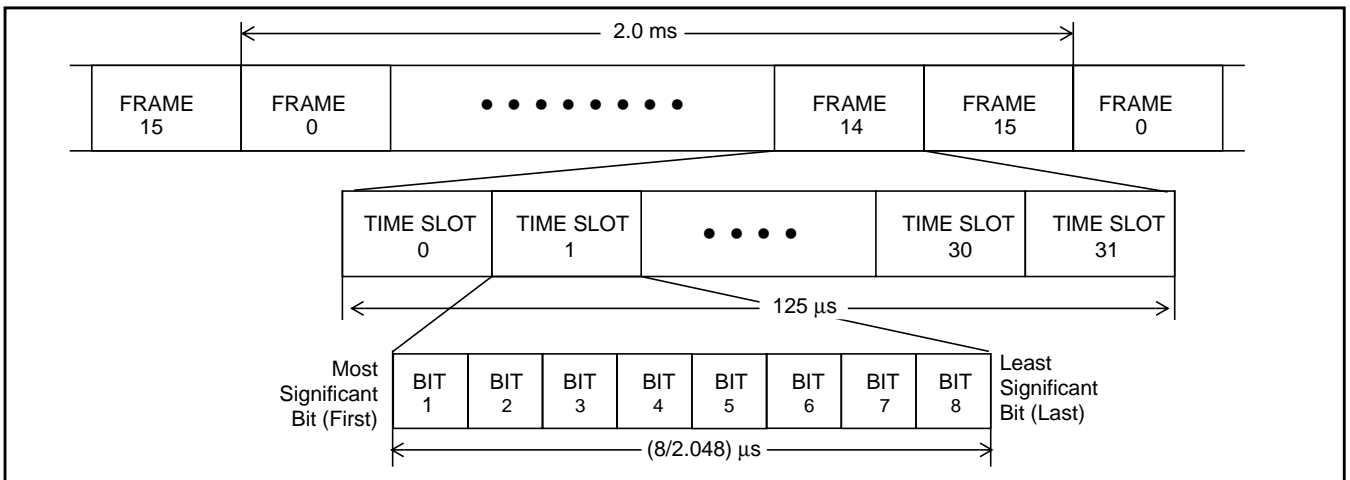 2.0 ms
FRAME FRAME FRAME FRAME FRAME
15 0 14 15 0
TIME SLOT TIME SLOT TIME SLOT TIME SLOT
0 1 30 31
125 μs
Most
Significant
Bit (First)
BIT BIT BIT BIT BIT BIT BIT BIT
1 2 3 4 5 6 7 8
Least
Significant
Bit (Last)
(8/2.048) μs